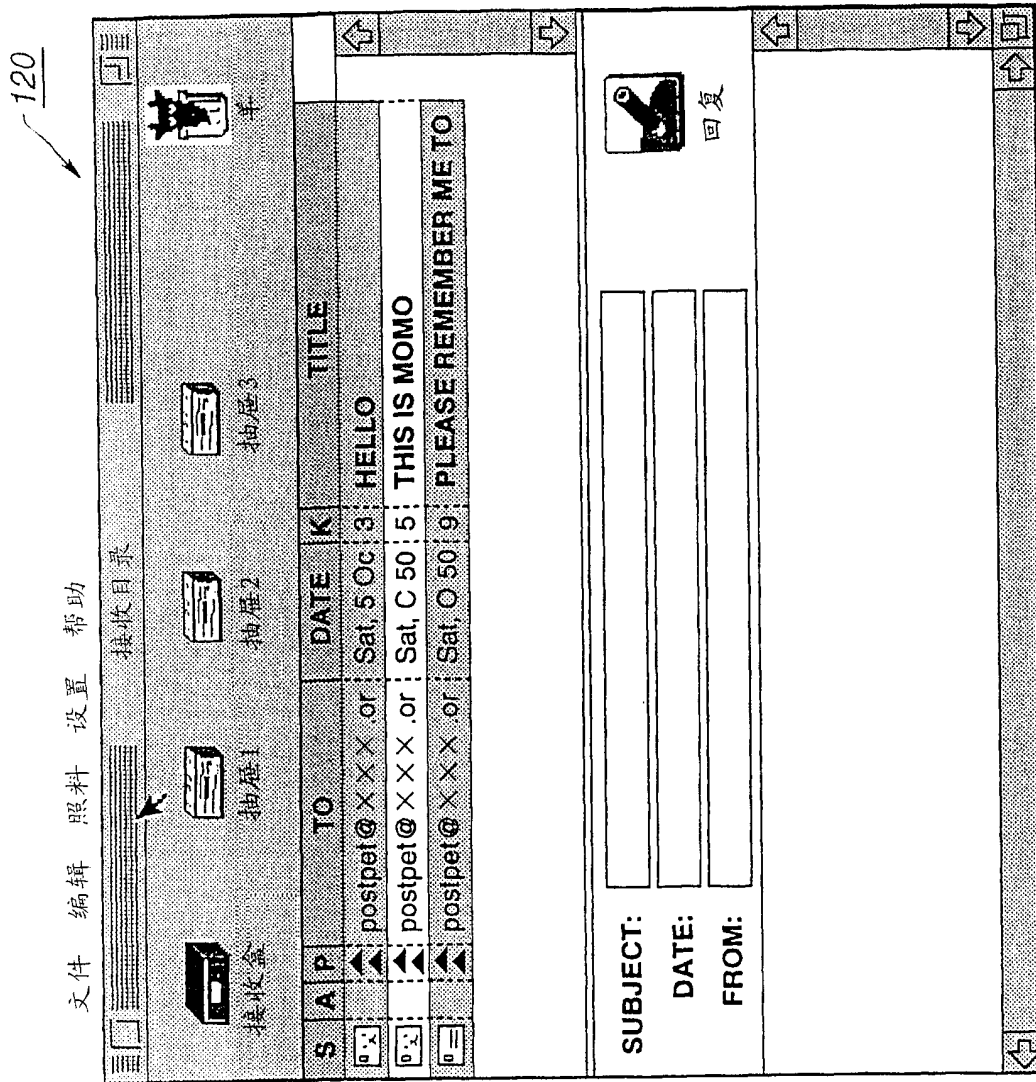 120
文件 编辑 照料 设置 帮助
接收目录
接收盒 抽屉1 抽屉2 抽屉3 羊
S A P TO DATE K TITLE
postpet@××× .or Sat, 5 Oc 3 HELLO
postpet@××× .or Sat, C 50 5 THIS IS MOMO
postpet@××× .or Sat, O 50 9 PLEASE REMEMBER ME TO
SUBJECT:
DATE:
FROM:
回复